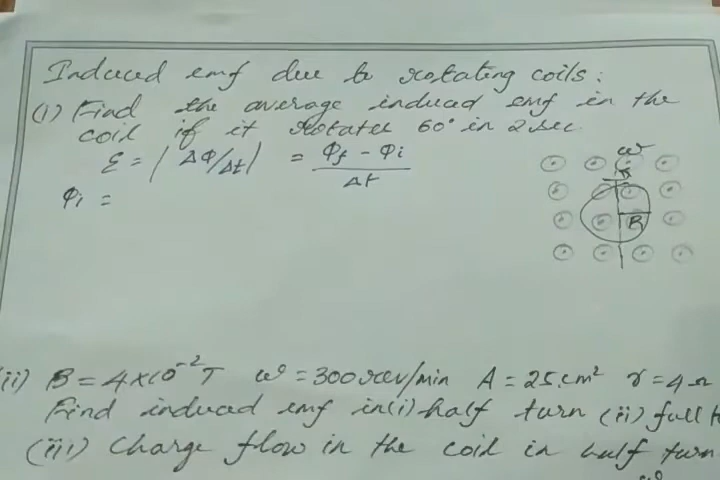 Induced emf due to rotating coils:
(i) Find the average induced emf in the
coil if it rotates 60° in 2 sec
ε = |ΔΦ/Δt| = Φf - Φi
Δt
Φi =
ω
R
ii) B = 4×10⁻² T ω = 300 rev/min A = 25 cm² r = 4 Ω
Find induced emf in (i) half turn (ii) full
(iii) Charge flow in the coil in half turn